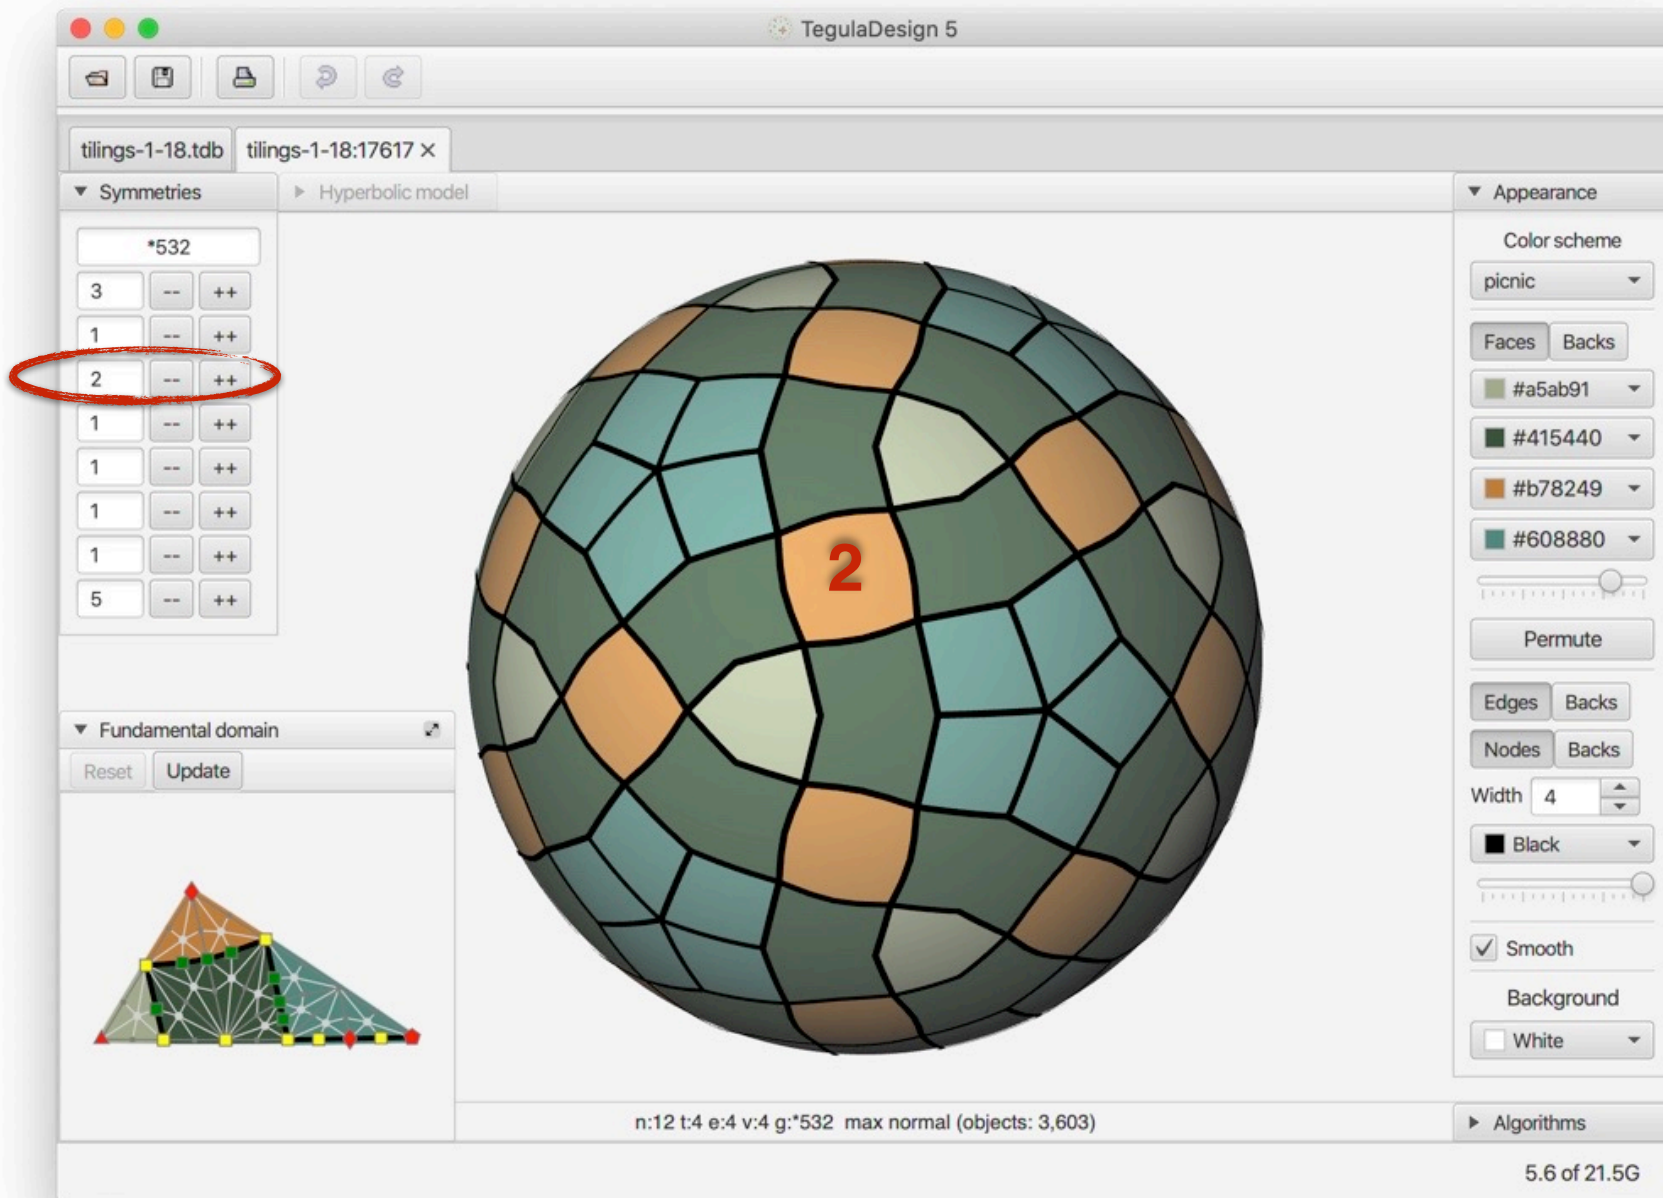 TegulaDesign 5
tilings-1-18.tdb
tilings-1-18:17617 ×
Symmetries
Hyperbolic model
Appearance
*532
3 -- ++
1 -- ++
2 -- ++
1 -- ++
1 -- ++
1 -- ++
1 -- ++
5 -- ++
2
Color scheme
picnic
Faces Backs
#a5ab91
#415440
#b78249
#608880
Permute
Edges Backs
Nodes Backs
Width 4
Black
Smooth
Background
White
Fundamental domain
Reset Update
n:12 t:4 e:4 v:4 g:*532 max normal (objects: 3,603)
Algorithms
5.6 of 21.5G